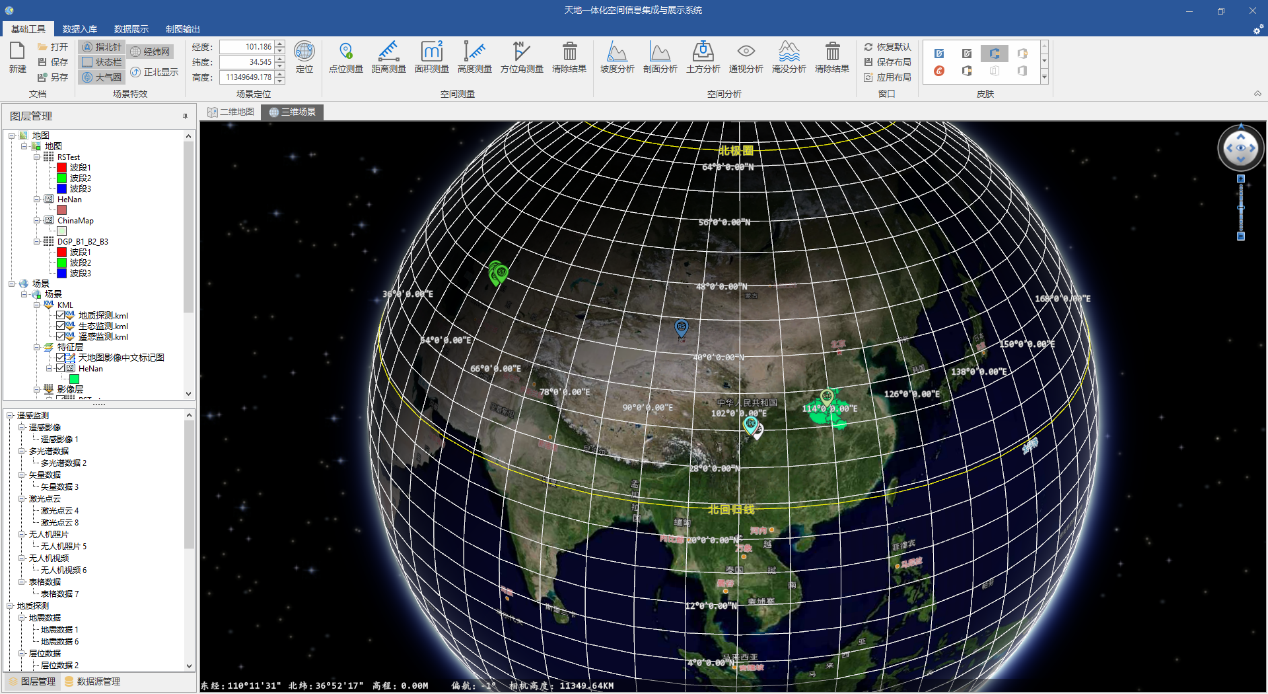 天地一体化空间信息集成与展示系统
基础工具 数据入库 数据展示 制图输出
新建
打开
保存
另存
文档
指北针 经纬网
状态栏
大气圈 正北显示
场景特效
经度: 101.186
纬度: 34.545
高度: 11349649.178
定位
场景定位
点位测量 距离测量 面积测量 高度测量 方位角测量 清除结果
空间测量
坡度分析 剖面分析 土方分析 通视分析 淹没分析 清除结果
空间分析
恢复默认
保存布局
应用布局
窗口
皮肤
图层管理
二维地图 三维场景
地图
地图
RSTest
波段1
波段2
波段3
HeNan
ChinaMap
DGP_B1_B2_B3
波段1
波段2
波段3
场景
场景
KML
地质探测.kml
生态监测.kml
遥感监测.kml
特征层
天地图影像中文标记图
HeNan
影像层
遥感监测
遥感影像
遥感影像 1
多光谱数据
多光谱数据 2
矢量数据
矢量数据 3
激光点云
激光点云 4
激光点云 8
无人机照片
无人机照片 5
无人机视频
无人机视频 6
表格数据
表格数据 7
地质探测
地震数据
地震数据 1
地震数据 6
层位数据
层位数据 2
图层管理 数据源管理
北极圈
64°0'0.00"N
56°0'0.00"N
48°0'0.00"N
36°0'0.00"E
168°0'0.00"E
54°0'0.00"E
150°0'0.00"E
40°0'0.00"N
北京
66°0'0.00"E
138°0'0.00"E
78°0'0.00"E
126°0'0.00"E
90°0'0.00"E
中华人民共和国
102°0'0.00"E
114°0'0.00"E
28°0'0.00"N
孟加拉国
北回归线
缅甸
河内
越
南
20°0'0.00"N
万象
泰国
菲律宾
马尼拉
12°0'0.00"N
柬埔寨
4°0'0.00"N
东经:110°11'31" 北纬:36°52'17" 高程: 0.00M 偏航: -1° 相机高度: 11349.64KM